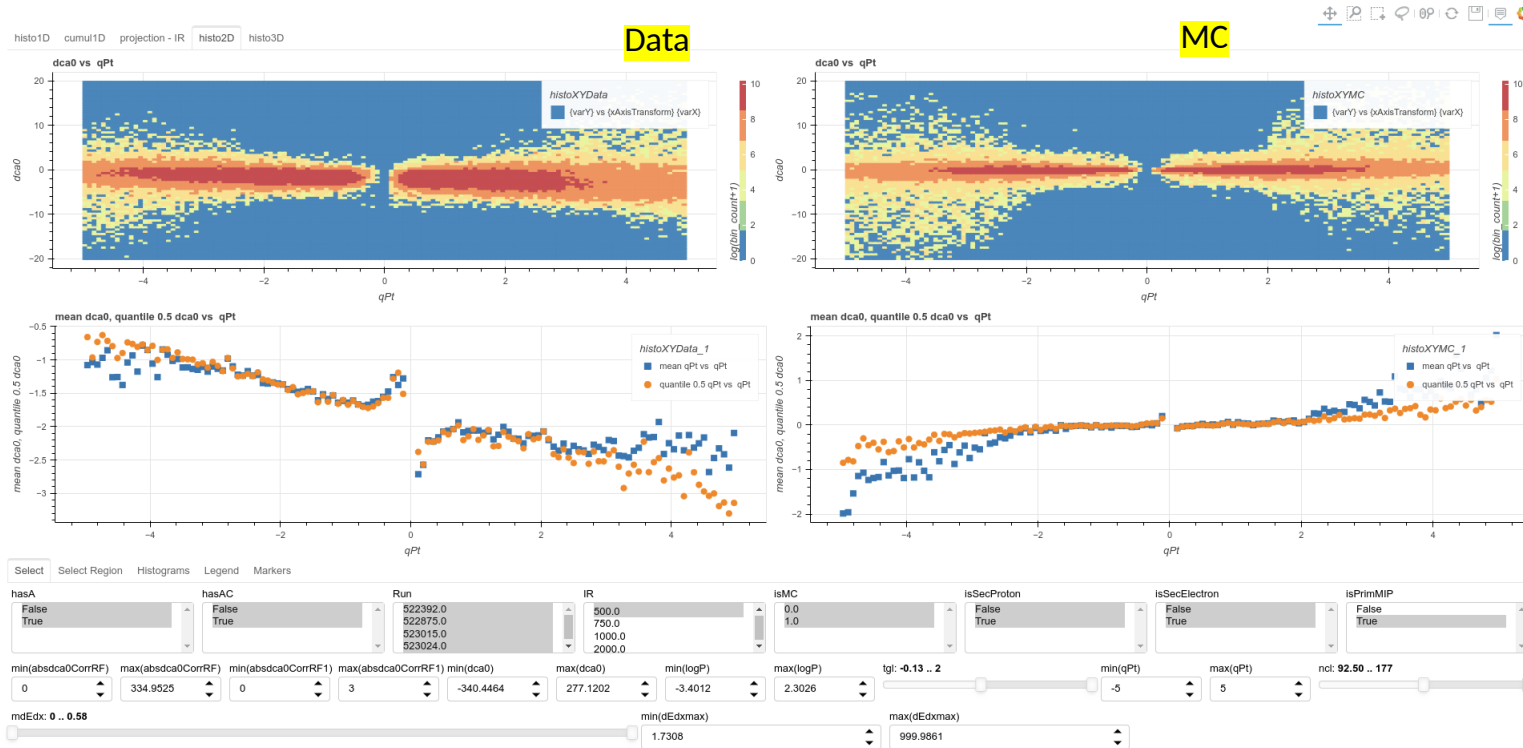 Data
MC
histo1D cumul1D projection - IR histo2D histo3D
dca0 vs qPt
dca0 vs qPt
20
10
0
−10
−20
dca0
histoXYData
{varY} vs {xAxisTransform} {varX}
10
8
6
4
2
0
log(bin_count+1)
−4 −2 0 2 4
qPt
20
10
0
−10
−20
dca0
histoXYMC
{varY} vs {xAxisTransform} {varX}
10
8
6
4
2
0
log(bin_count+1)
−4 −2 0 2 4
qPt
mean dca0, quantile 0.5 dca0 vs qPt
−0.5
−1
−1.5
−2
−2.5
−3
mean dca0, quantile 0.5 dca0
histoXYData_1
mean qPt vs qPt
quantile 0.5 qPt vs qPt
−4 −2 0 2 4
qPt
mean dca0, quantile 0.5 dca0 vs qPt
2
1
0
−1
−2
mean dca0, quantile 0.5 dca0
histoXYMC_1
mean qPt vs qPt
quantile 0.5 qPt vs qPt
−4 −2 0 2 4
qPt
Select Select Region Histograms Legend Markers
hasA hasAC Run IR isMC isSecProton isSecElectron isPrimMIP
False False 522392.0 500.0 0.0 False False False
True True 522875.0 750.0 1.0 True True True
523015.0 1000.0
523024.0 2000.0
min(absdca0CorrRF) max(absdca0CorrRF) min(absdca0CorrRF1) max(absdca0CorrRF1) min(dca0) max(dca0) min(logP) max(logP) tgl: -0.13 .. 2 min(qPt) max(qPt) ncl: 92.50 .. 177
0 334.9525 0 3 -340.4464 277.1202 -3.4012 2.3026 -5 5
mdEdx: 0 .. 0.58 min(dEdxmax) max(dEdxmax)
1.7308 999.9861